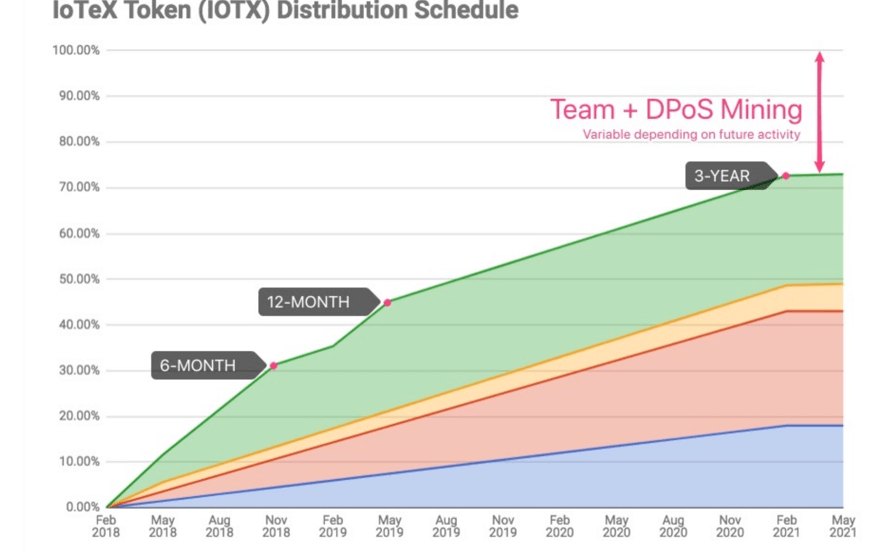 IoTeX Token (IOTX) Distribution Schedule
100.00%
90.00%
80.00%
70.00%
60.00%
50.00%
40.00%
30.00%
20.00%
10.00%
0.00%
Team + DPoS Mining
Variable depending on future activity
3-YEAR
12-MONTH
6-MONTH
Feb 2018
May 2018
Aug 2018
Nov 2018
Feb 2019
May 2019
Aug 2019
Nov 2019
Feb 2020
May 2020
Aug 2020
Nov 2020
Feb 2021
May 2021